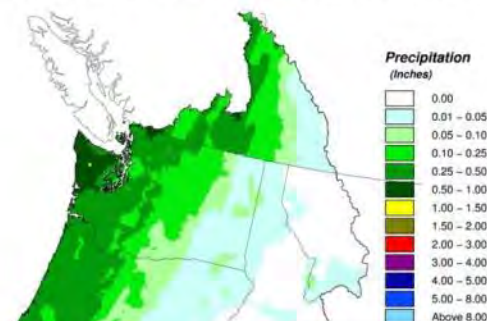 Precipitation
(Inches)
0.00
0.01 - 0.05
0.05 - 0.10
0.10 - 0.25
0.25 - 0.50
0.50 - 1.00
1.00 - 1.50
1.50 - 2.00
2.00 - 3.00
3.00 - 4.00
4.00 - 5.00
5.00 - 8.00
Above 8.00